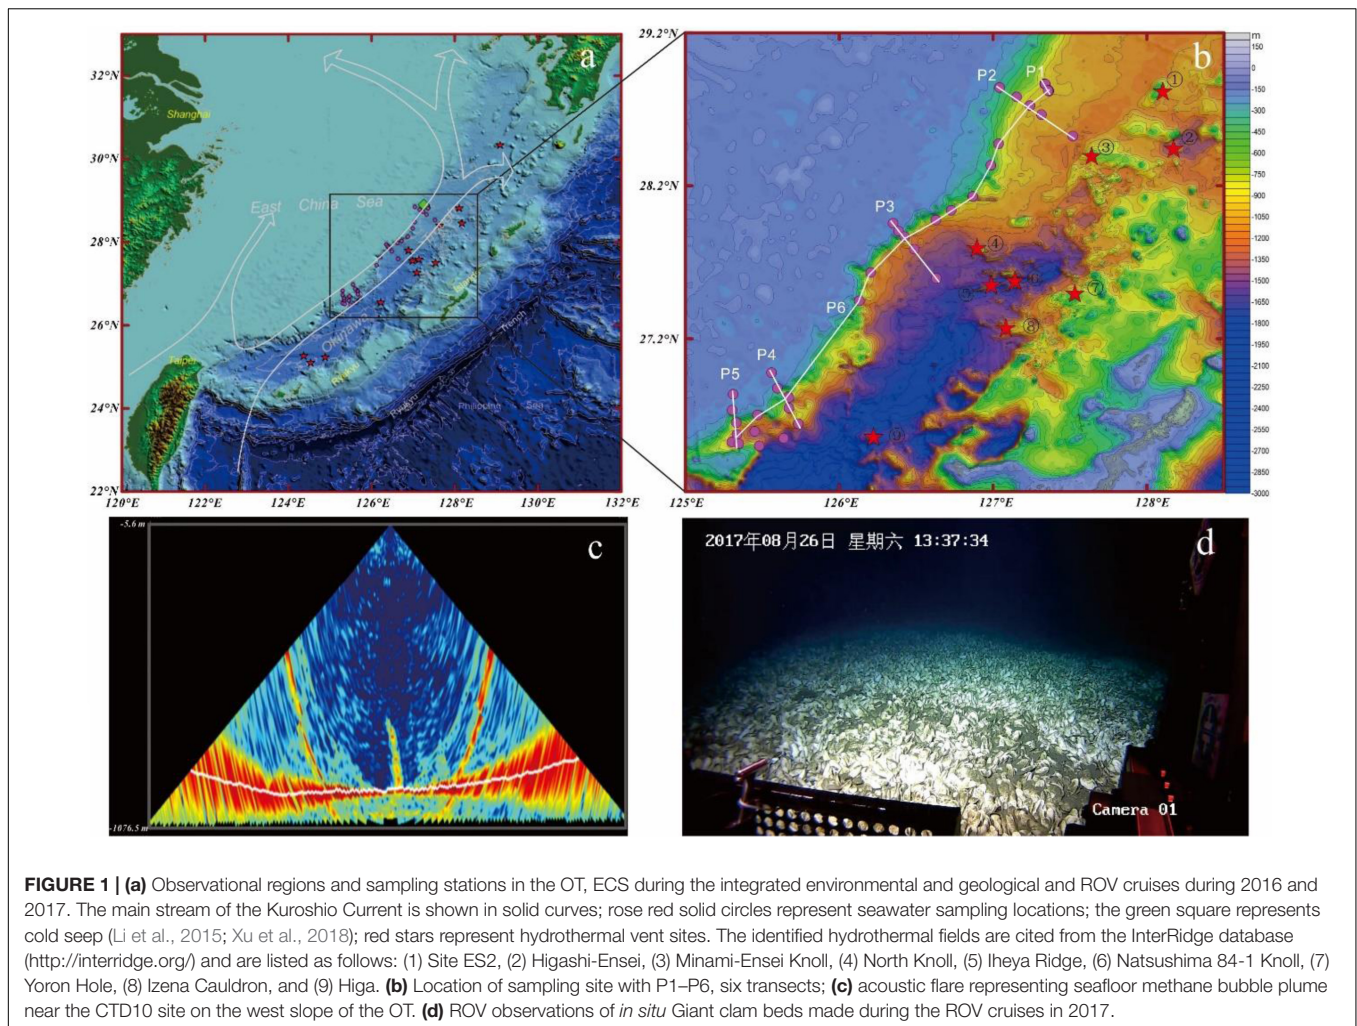 a
32°N
30°N
28°N
26°N
24°N
22°N
120°E
122°E
124°E
126°E
128°E
130°E
132°E
Shanghai
East China Sea
Taipei
Okinawa
Ryukyu
Trench
Philippine Sea
b
29.2°N
28.2°N
27.2°N
125°E
126°E
127°E
128°E
P1
P2
P3
P4
P5
P6
①
②
③
④
⑦
⑧
m
150
0
-150
-300
-450
-600
-750
-900
-1050
-1200
-1350
-1500
-1650
-1800
-1950
-2100
-2250
-2400
-2550
-2700
-2850
-3000
c
-5.6 m
-1076.5 m
d
2017年08月26日 星期六 13:37:34
Camera 01
FIGURE 1 | (a) Observational regions and sampling stations in the OT, ECS during the integrated environmental and geological and ROV cruises during 2016 and
2017. The main stream of the Kuroshio Current is shown in solid curves; rose red solid circles represent seawater sampling locations; the green square represents
cold seep (Li et al., 2015; Xu et al., 2018); red stars represent hydrothermal vent sites. The identified hydrothermal fields are cited from the InterRidge database
(http://interridge.org/) and are listed as follows: (1) Site ES2, (2) Higashi-Ensei, (3) Minami-Ensei Knoll, (4) North Knoll, (5) Iheya Ridge, (6) Natsushima 84-1 Knoll, (7)
Yoron Hole, (8) Izena Cauldron, and (9) Higa. (b) Location of sampling site with P1–P6, six transects; (c) acoustic flare representing seafloor methane bubble plume
near the CTD10 site on the west slope of the OT. (d) ROV observations of in situ Giant clam beds made during the ROV cruises in 2017.